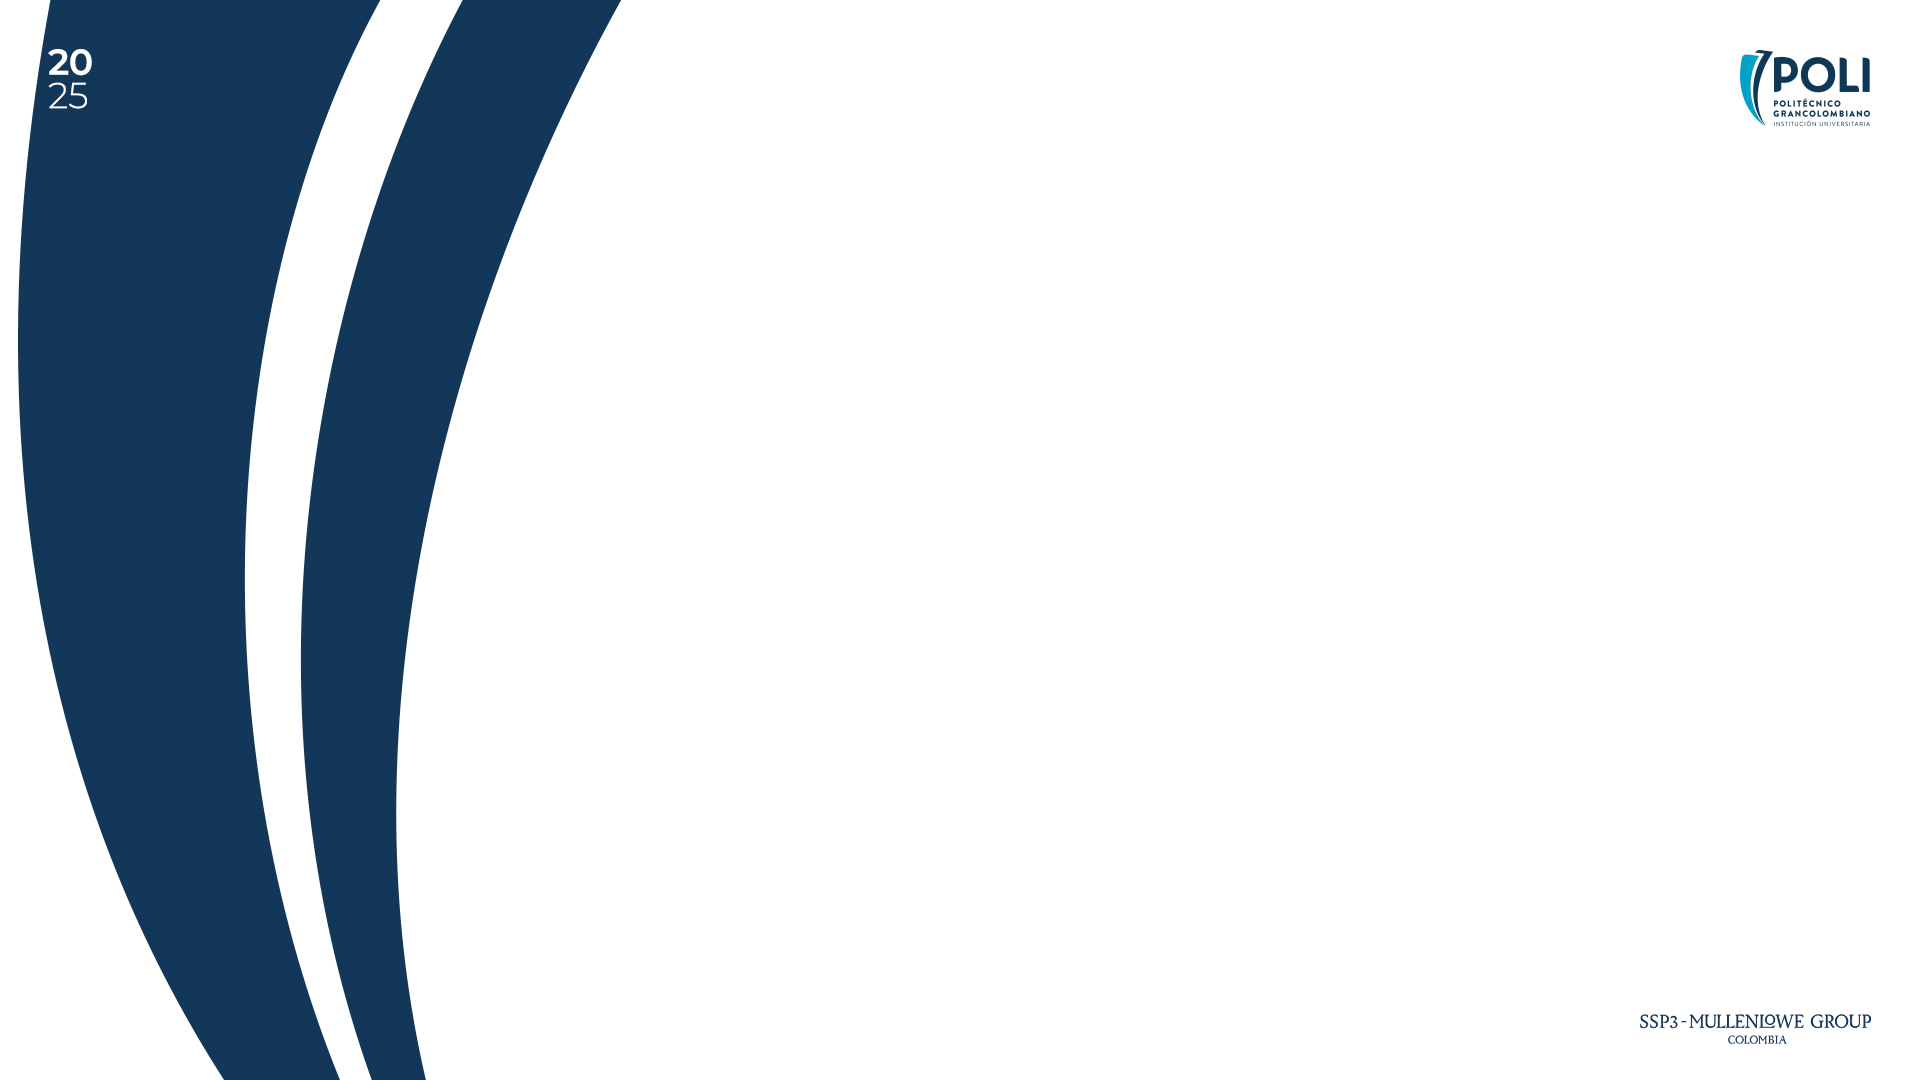 20
25
POLI
POLITÉCNICO
GRANCOLOMBIANO
INSTITUCIÓN UNIVERSITARIA
SSP3-MULLENLOWE GROUP
COLOMBIA